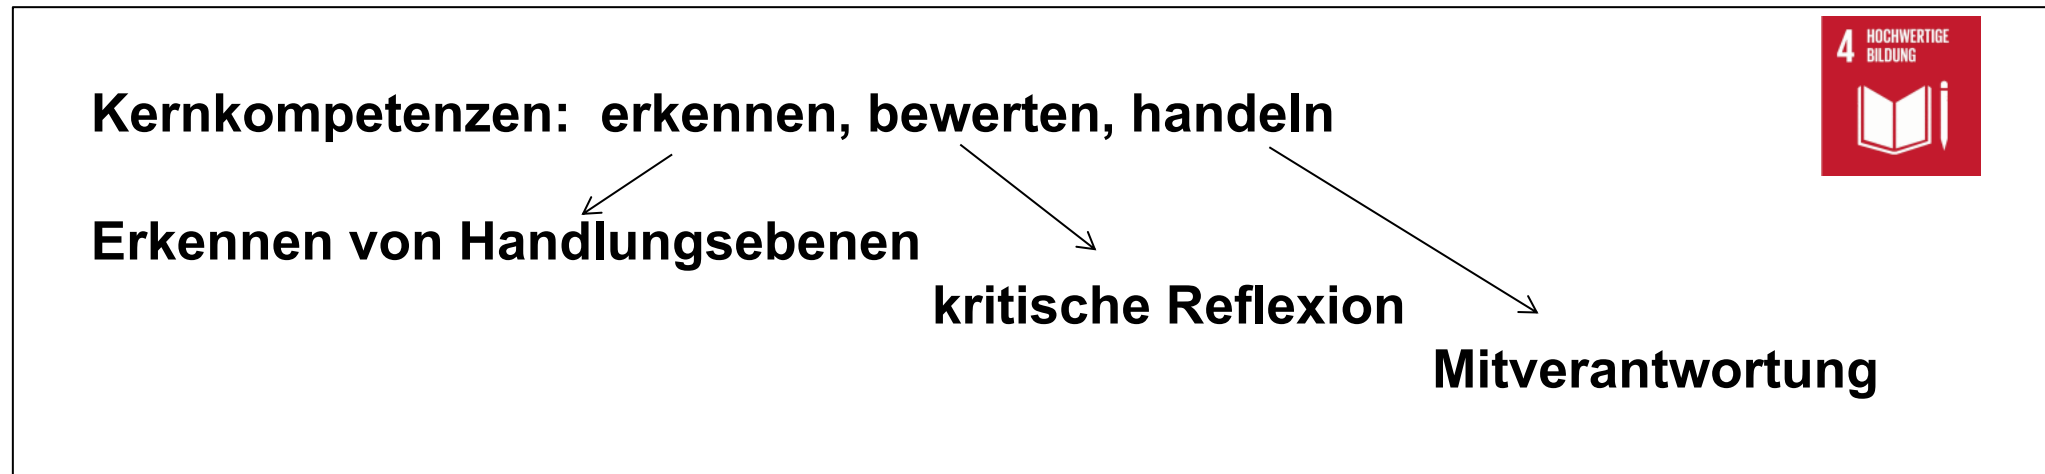 4 HOCHWERTIGE
BILDUNG
Kernkompetenzen: erkennen, bewerten, handeln
Erkennen von Handlungsebenen
kritische Reflexion
Mitverantwortung